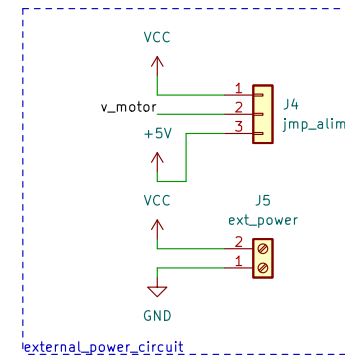 VCC
1
J4
v_motor
2
jmp_alim
+5V
3
VCC
J5
ext_power
2
1
GND
external_power_circuit